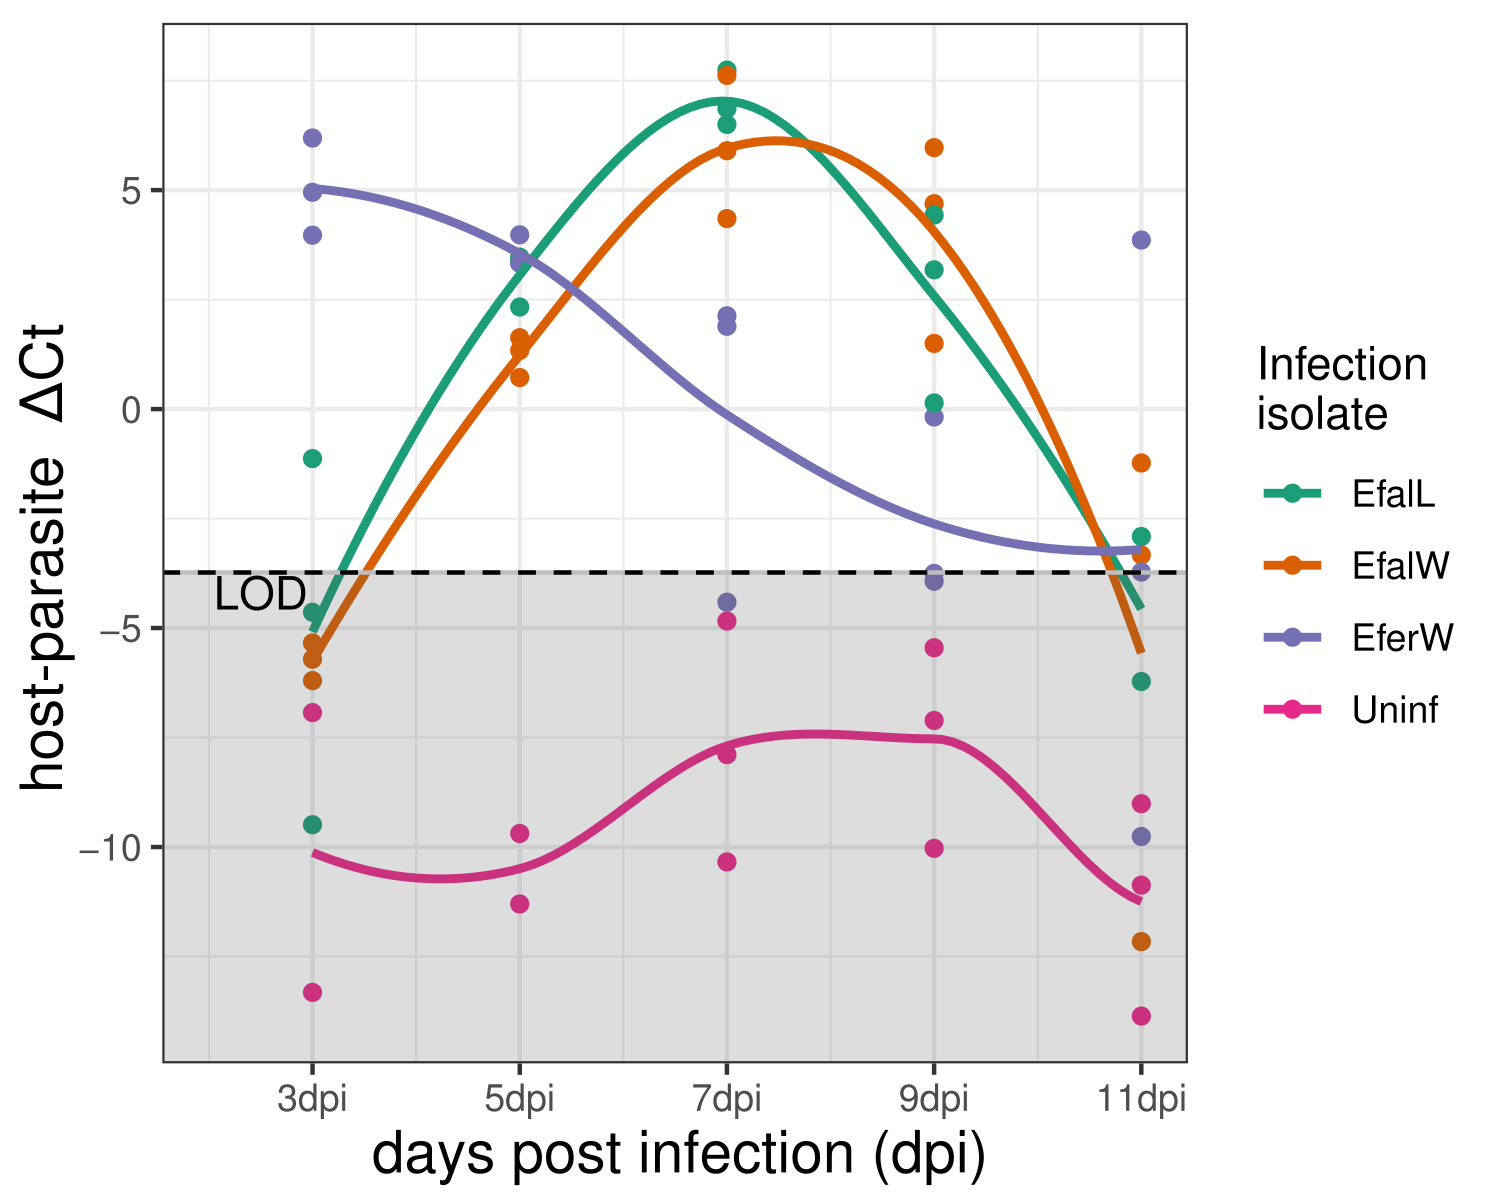 host-parasite ΔCt
5
0
−5
−10
LOD
3dpi
5dpi
7dpi
9dpi
11dpi
days post infection (dpi)
Infection
isolate
EfalL
EfalW
EferW
Uninf